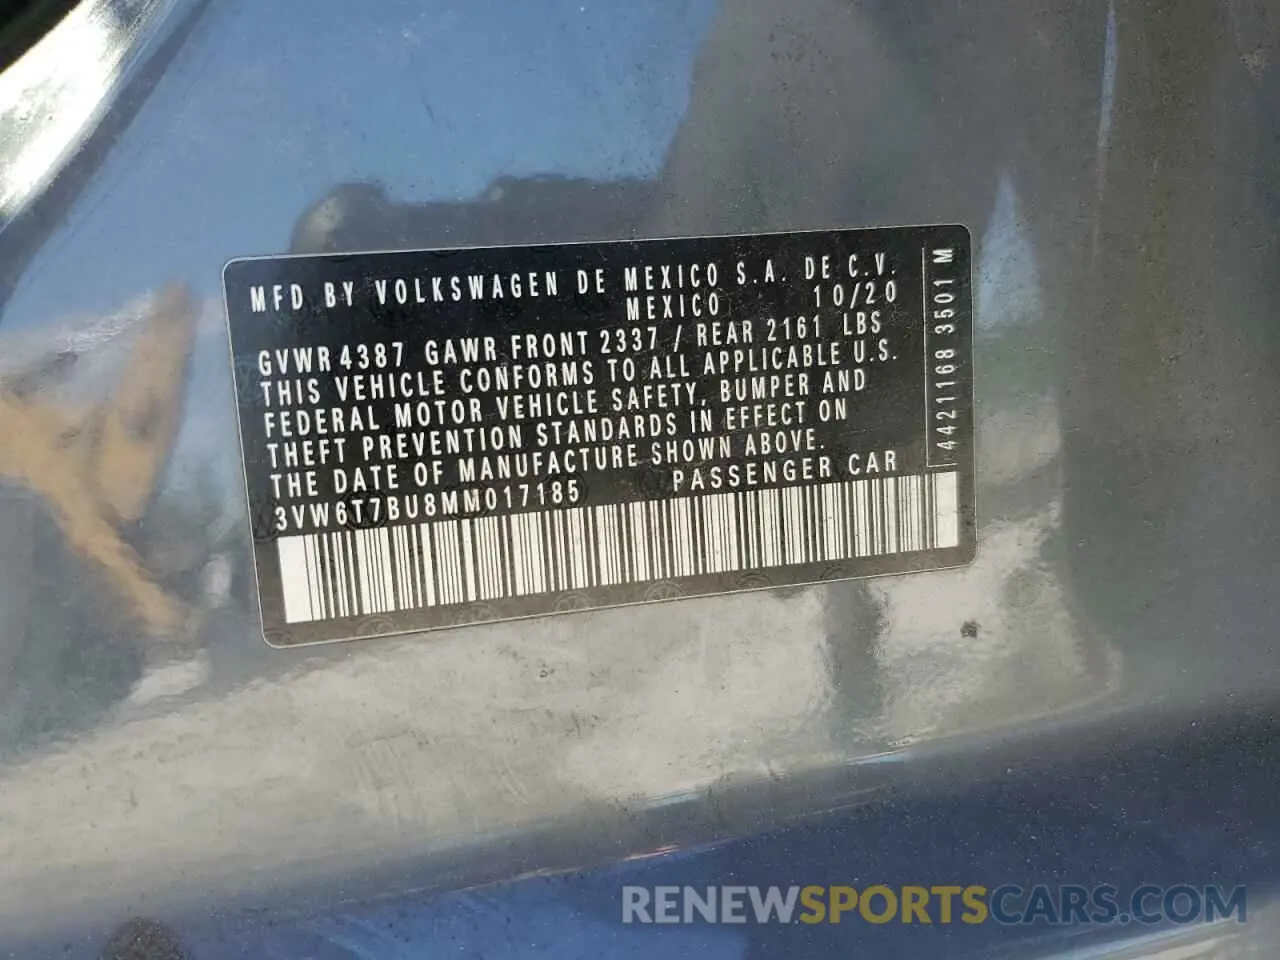 MFD BY VOLKSWAGEN DE MEXICO S.A. DE C.V.
MEXICO 10/20
GVWR 4387 GAWR FRONT 2337 / REAR 2161 LBS
THIS VEHICLE CONFORMS TO ALL APPLICABLE U.S.
FEDERAL MOTOR VEHICLE SAFETY, BUMPER AND
THEFT PREVENTION STANDARDS IN EFFECT ON
THE DATE OF MANUFACTURE SHOWN ABOVE.
3VW6T7BU8MM017185 PASSENGER CAR
4421168 3501 M
RENEWSPORTSCARS.COM